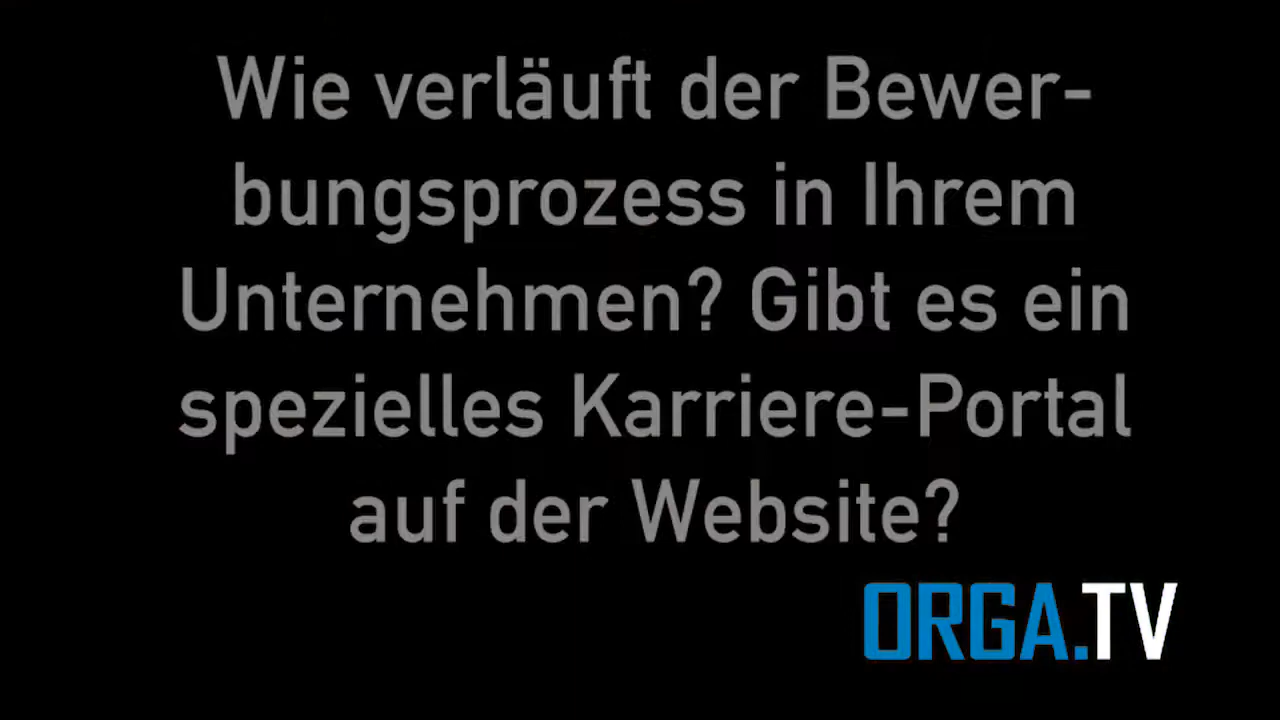 Wie verläuft der Bewer-
bungsprozess in Ihrem
Unternehmen? Gibt es ein
spezielles Karriere-Portal
auf der Website?
ORGA.TV